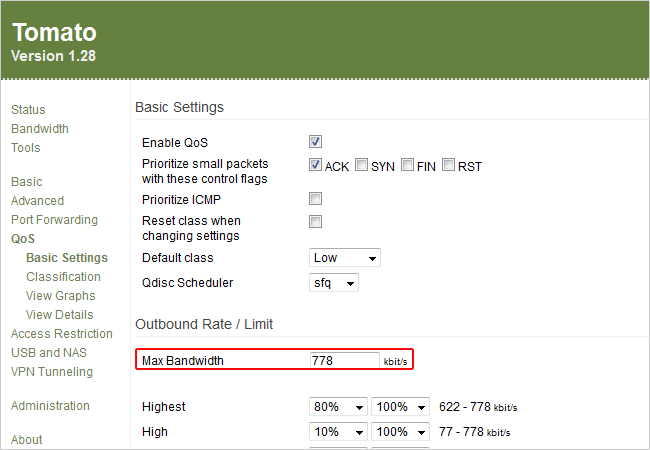 Tomato
Version 1.28
Status
Bandwidth
Tools
Basic
Advanced
Port Forwarding
QoS
Basic Settings
Classification
View Graphs
View Details
Access Restriction
USB and NAS
VPN Tunneling
Administration
About
Basic Settings
Enable QoS
Prioritize small packets
with these control flags
ACK SYN FIN RST
Prioritize ICMP
Reset class when
changing settings
Default class Low
Qdisc Scheduler sfq
Outbound Rate / Limit
Max Bandwidth 778 kbit/s
Highest 80% 100% 622 - 778 kbit/s
High 10% 100% 77 - 778 kbit/s